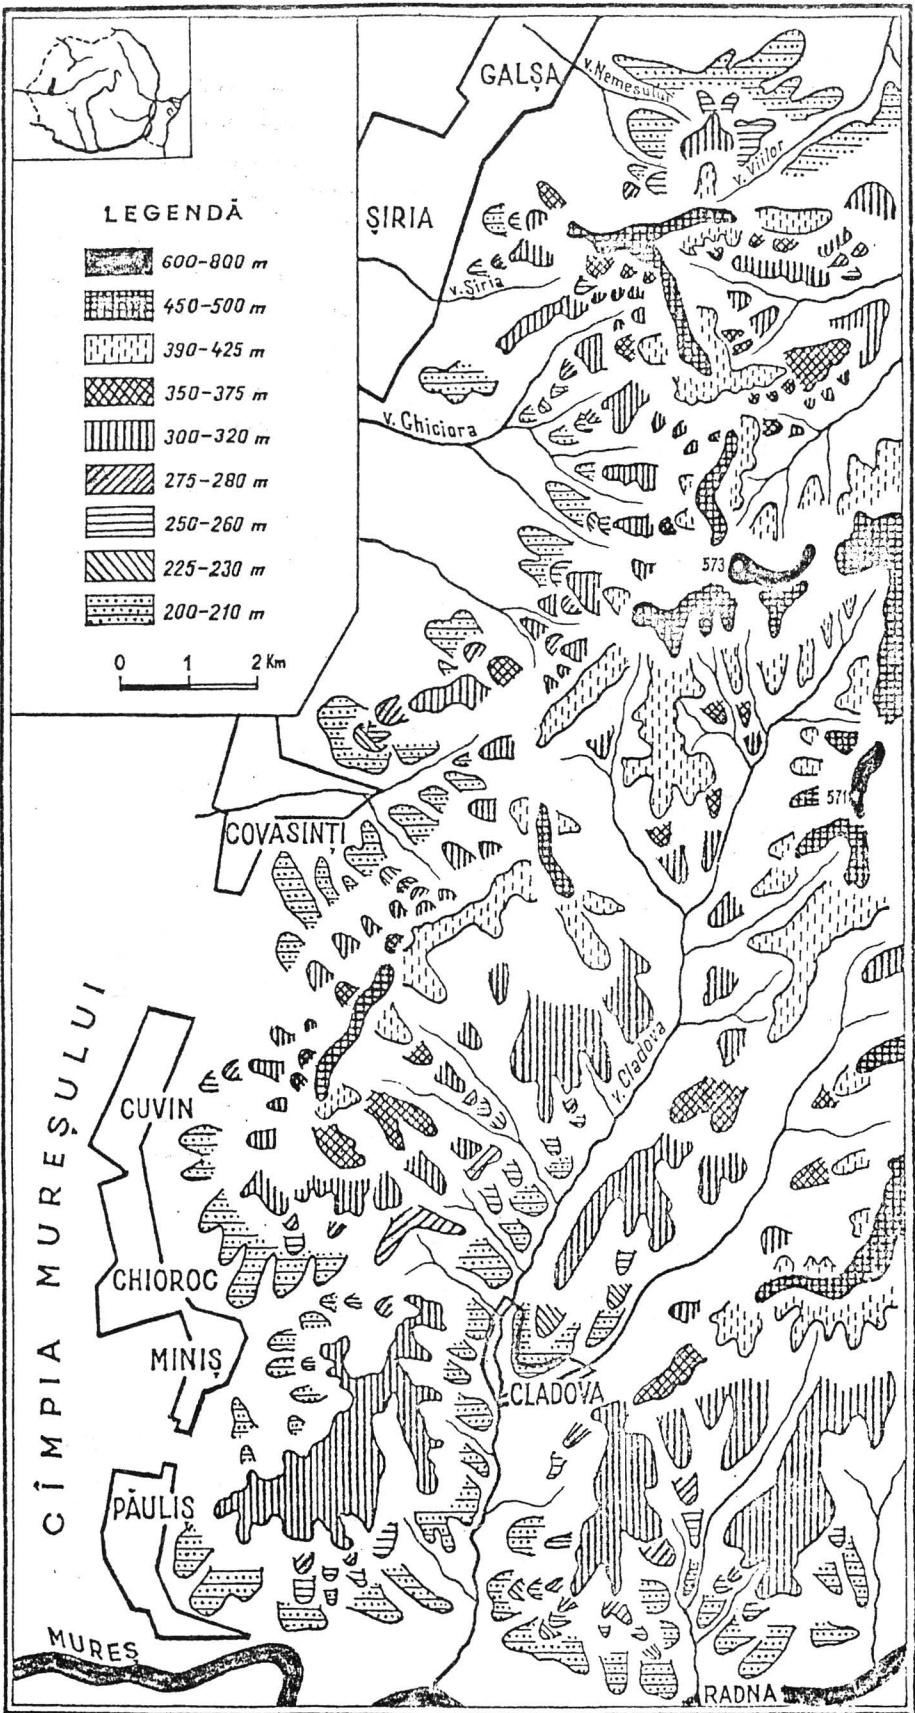 GALȘA
v. Nemeșului
v. Viilor
LEGENDĂ
ȘIRIA
600-800 m
v. Șiria
450-500 m
390-425 m
350-375 m
v. Ghiciora
300-320 m
275-280 m
250-260 m
573
225-230 m
200-210 m
0 1 2 Km
571
COVASINȚI
CÎMPIA MUREȘULUI
v. Cladova
CUVIN
CHIOROC
MINIȘ
CLADOVA
PĂULIȘ
MUREȘ
RADNA